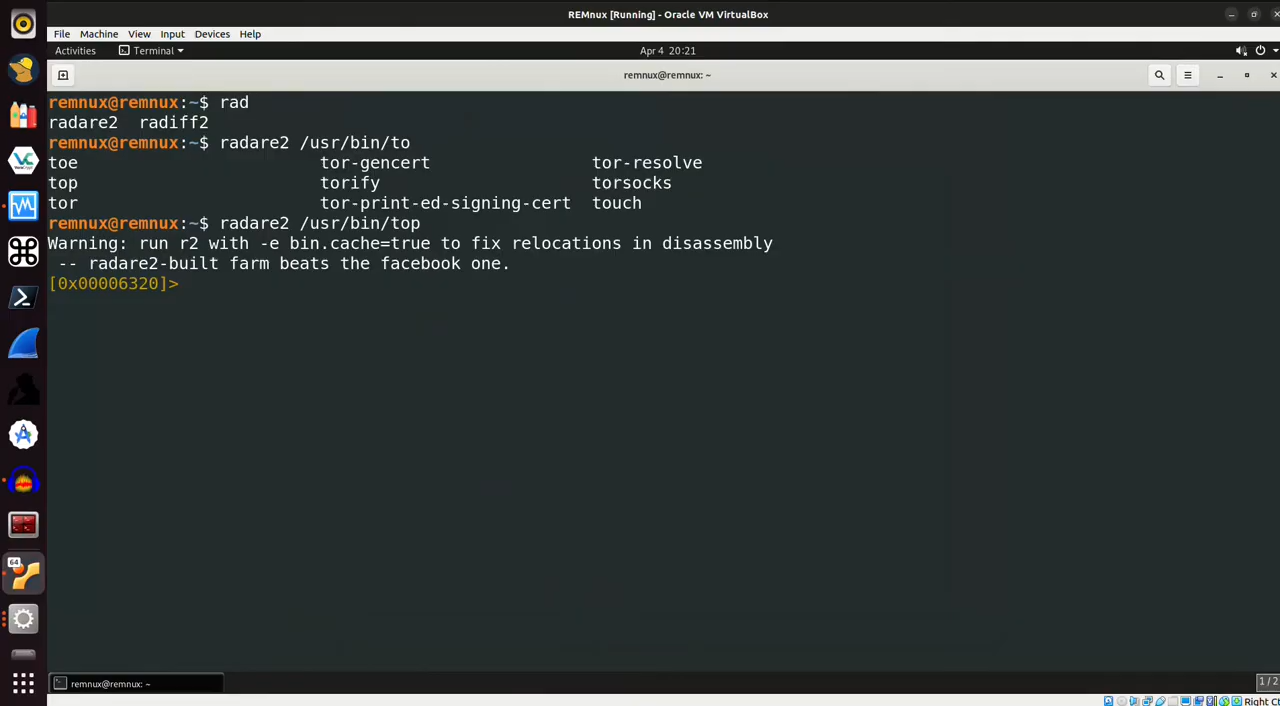 REMnux [Running] - Oracle VM VirtualBox
File Machine View Input Devices Help
Activities Terminal Apr 4 20:21
remnux@remnux: ~
remnux@remnux:~$ rad
radare2 radiff2
remnux@remnux:~$ radare2 /usr/bin/to
toe tor-gencert tor-resolve
top torify torsocks
tor tor-print-ed-signing-cert touch
remnux@remnux:~$ radare2 /usr/bin/top
Warning: run r2 with -e bin.cache=true to fix relocations in disassembly
-- radare2-built farm beats the facebook one.
[0x00006320]>
64
remnux@remnux: ~
1 / 2
Right Ct